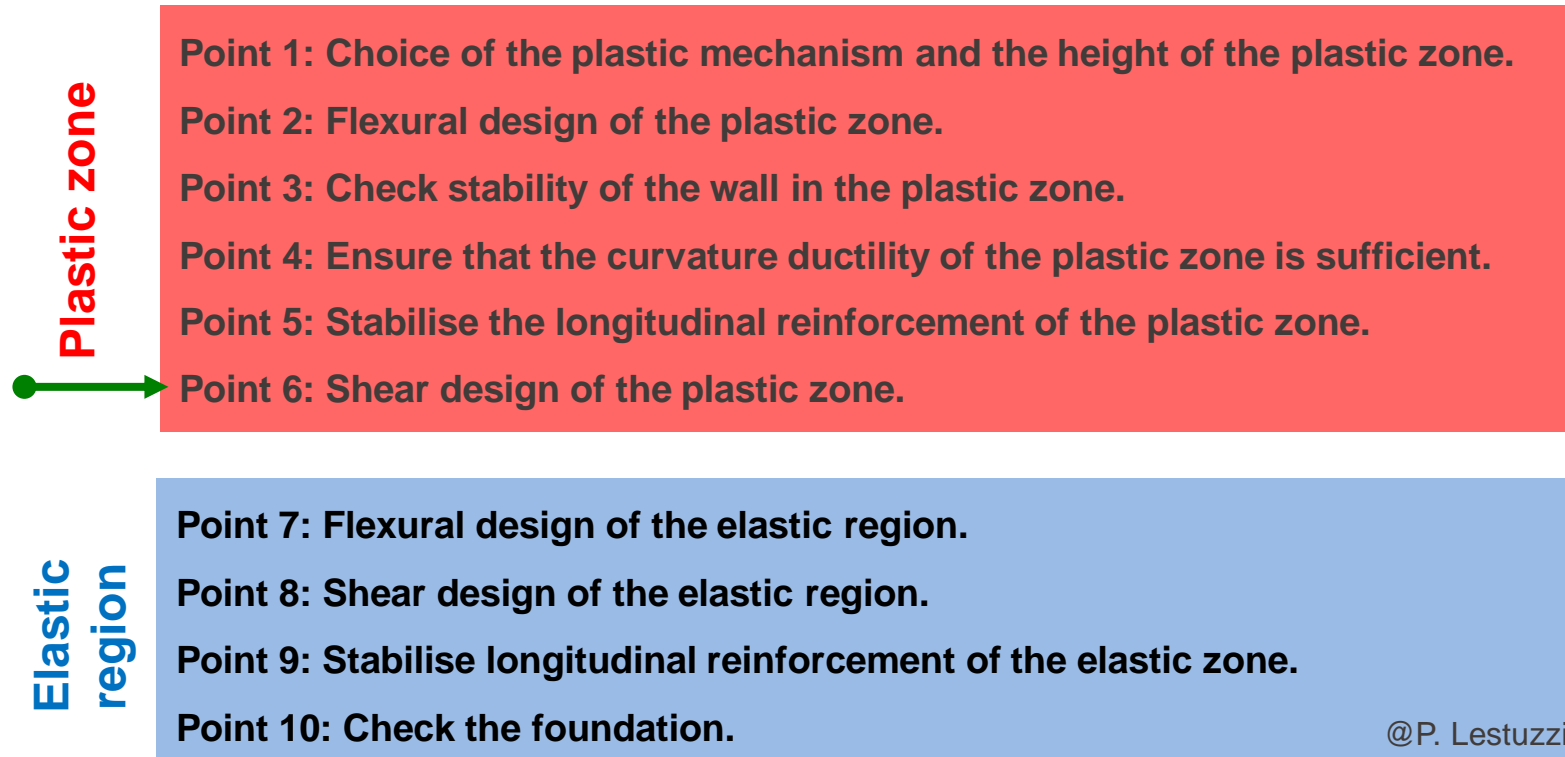 Plastic zone
Point 1: Choice of the plastic mechanism and the height of the plastic zone.
Point 2: Flexural design of the plastic zone.
Point 3: Check stability of the wall in the plastic zone.
Point 4: Ensure that the curvature ductility of the plastic zone is sufficient.
Point 5: Stabilise the longitudinal reinforcement of the plastic zone.
Point 6: Shear design of the plastic zone.
Elastic
region
Point 7: Flexural design of the elastic region.
Point 8: Shear design of the elastic region.
Point 9: Stabilise longitudinal reinforcement of the elastic zone.
Point 10: Check the foundation.
@P. Lestuzzi